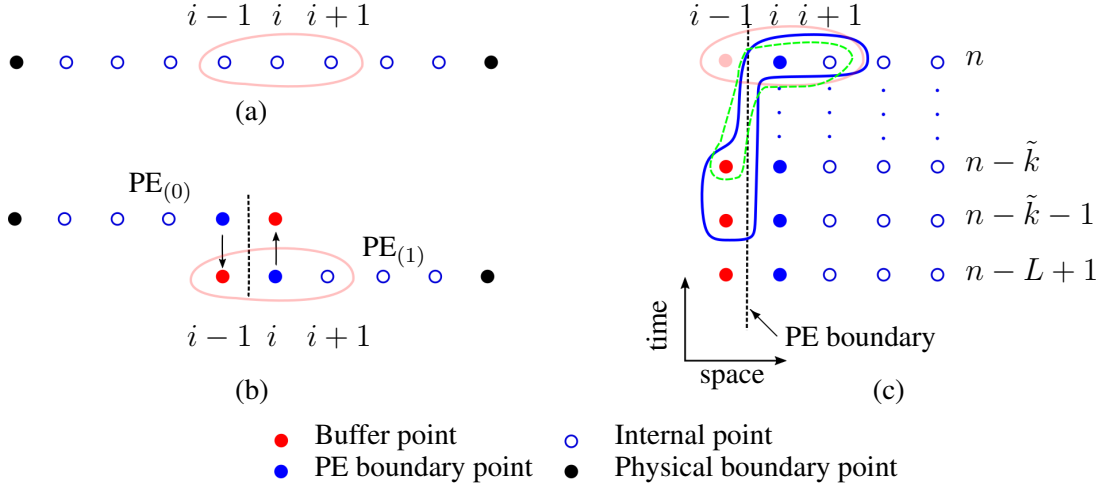 i − 1 i i + 1
(a)
PE(0)
PE(1)
i − 1 i i + 1
(b)
i − 1 i i + 1
n
n − k̃
n − k̃ − 1
n − L + 1
time
PE boundary
space
(c)
Buffer point
Internal point
PE boundary point
Physical boundary point